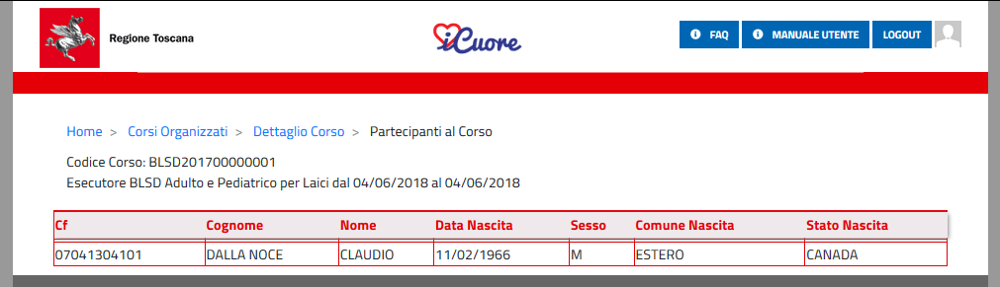 Regione Toscana
iCuore
FAQ
MANUALE UTENTE
LOGOUT
Home > Corsi Organizzati > Dettaglio Corso > Partecipanti al Corso
Codice Corso: BLSD201700000001
Esecutore BLSD Adulto e Pediatrico per Laici dal 04/06/2018 al 04/06/2018
Cf Cognome Nome Data Nascita Sesso Comune Nascita Stato Nascita
07041304101 DALLA NOCE CLAUDIO 11/02/1966 M ESTERO CANADA